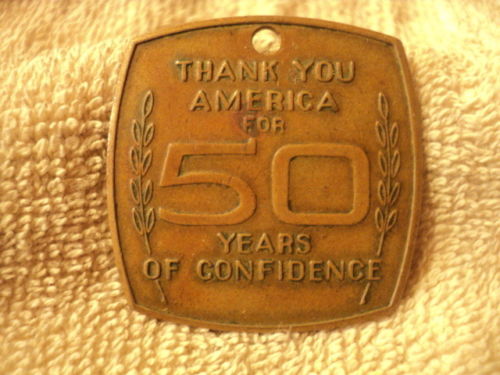 THANK YOU
AMERICA
FOR
50
YEARS
OF CONFIDENCE